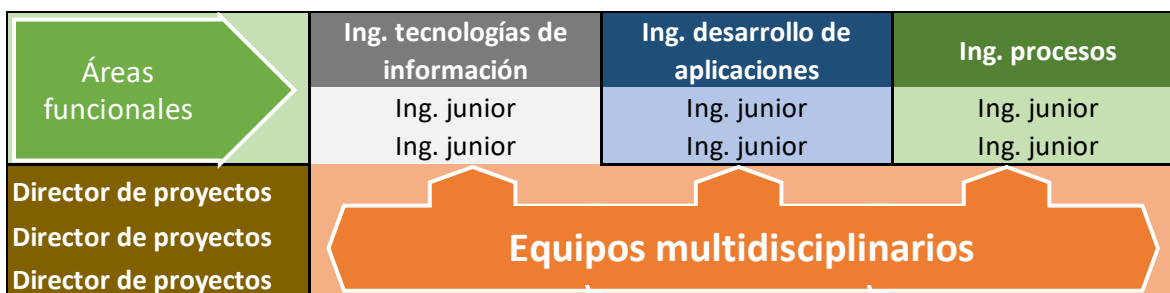 Áreas
funcionales
Ing. tecnologías de
información
Ing. desarrollo de
aplicaciones
Ing. procesos
Ing. junior
Ing. junior
Ing. junior
Ing. junior
Ing. junior
Ing. junior
Director de proyectos
Director de proyectos
Director de proyectos
Equipos multidisciplinarios